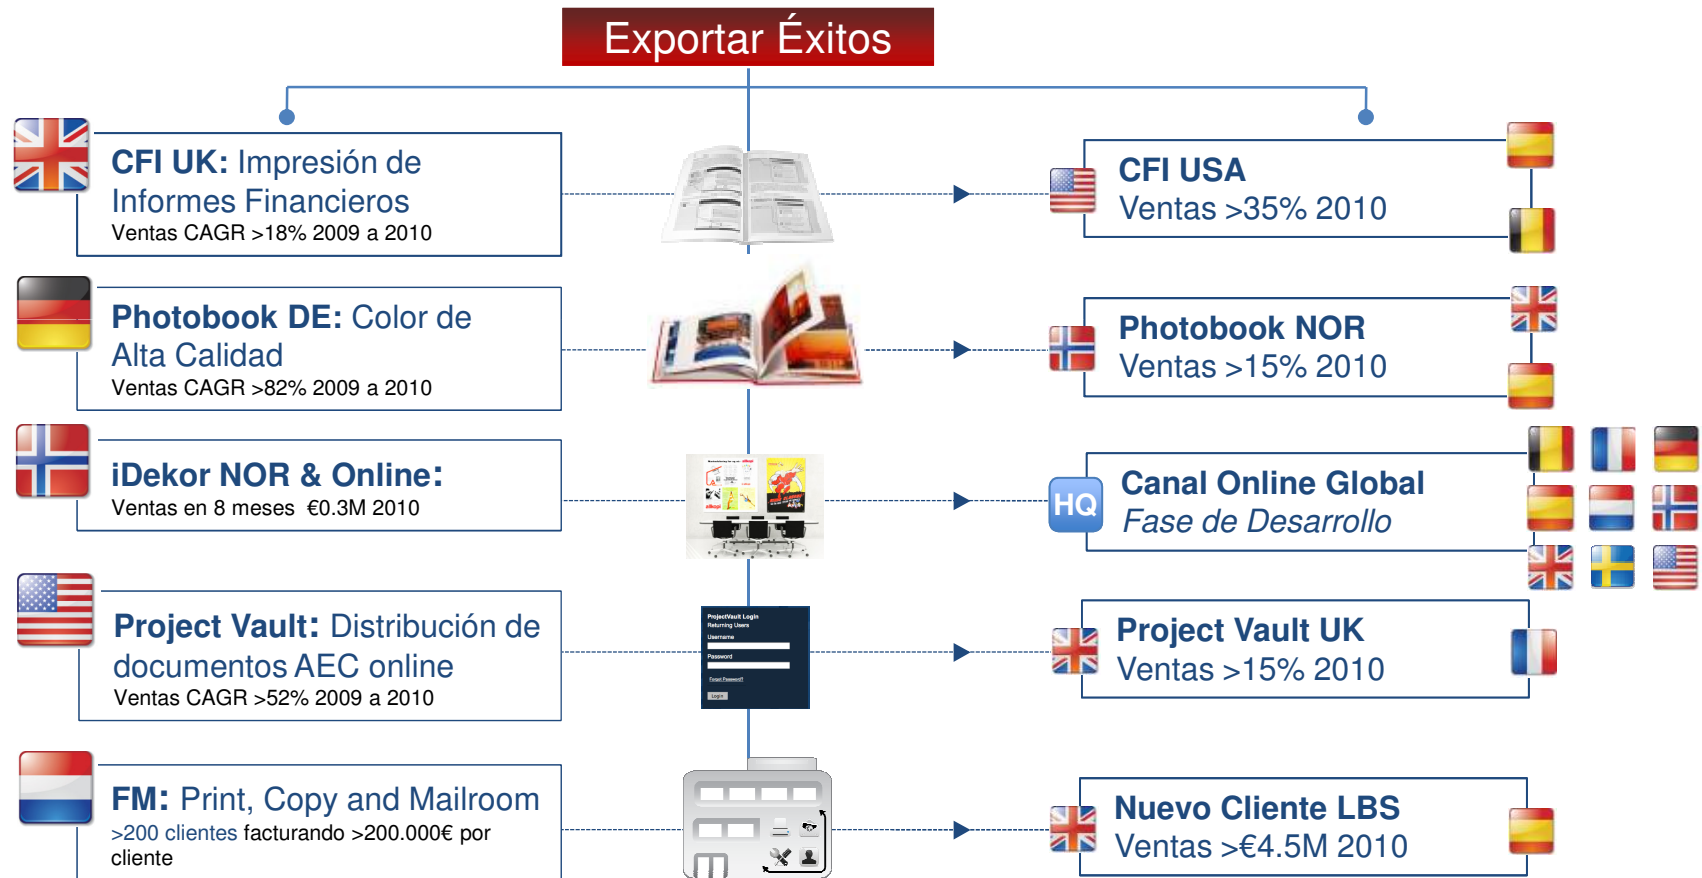 Exportar Éxitos
CFI UK: Impresión de
Informes Financieros
Ventas CAGR >18% 2009 a 2010
CFI USA
Ventas >35% 2010
Photobook DE: Color de
Alta Calidad
Ventas CAGR >82% 2009 a 2010
Photobook NOR
Ventas >15% 2010
iDekor NOR & Online:
Ventas en 8 meses €0.3M 2010
HQ
Canal Online Global
Fase de Desarrollo
Project Vault: Distribución de
documentos AEC online
Ventas CAGR >52% 2009 a 2010
ProjectVault Login
Returning Users
Username
Password
Forgot Password?
Login
Project Vault UK
Ventas >15% 2010
FM: Print, Copy and Mailroom
>200 clientes facturando >200.000€ por
cliente
Nuevo Cliente LBS
Ventas >€4.5M 2010